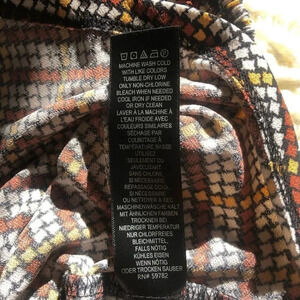 MACHINE WASH COLD
WITH LIKE COLORS
TUMBLE DRY LOW
ONLY NON-CHLORINE
BLEACH WHEN NEEDED
COOL IRON IF NEEDED
OR DRY CLEAN
LAVER À LA MACHINE À
L'EAU FROIDE AVEC
COULEURS SIMILAIRES
SÉCHAGE PAR
CULBUTAGE À
TEMPÉRATURE BASSE
UTILISEZ
SEULEMENT DU
JAVELLISANT
SANS CHLORE
SI NÉCESSAIRE
REPASSAGE DOUX
SI NÉCESSAIRE
OU NETTOYER À SEC
MASCHINENWÄSCHE KALT
MIT ÄHNLICHEN FARBEN
TROCKNEN BEI
NIEDRIGER TEMPERATUR
NUR CHLORFREIES
BLEICHMITTEL,
FALLS NÖTIG
KÜHLES EISEN
WENN NÖTIG
ODER TROCKEN SAUBER
RN# 59782